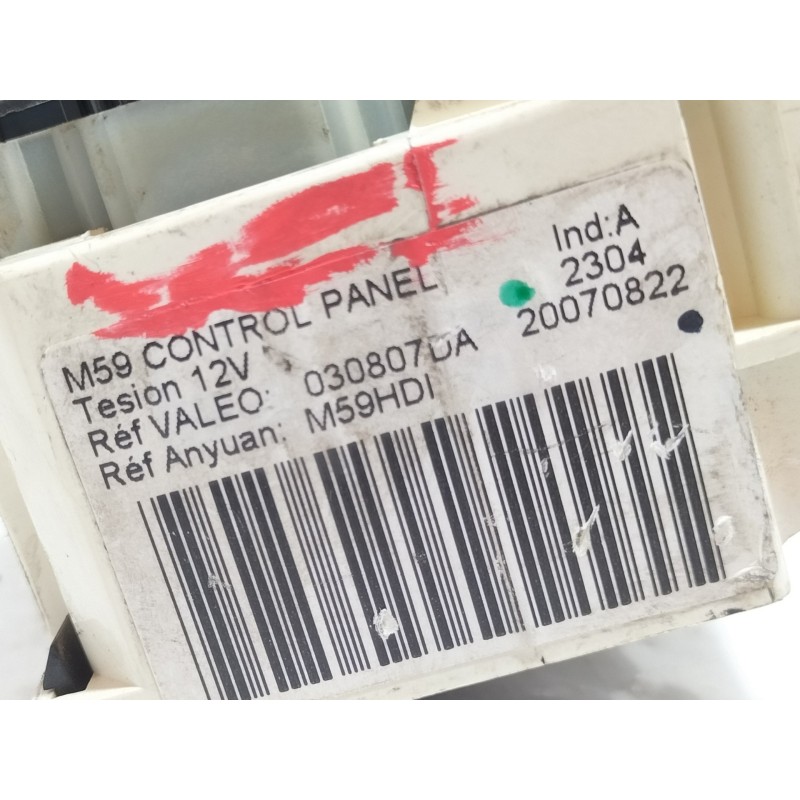 M59 CONTROL PANEL
Tesion 12V
Réf VALEO: 030807DA
Réf Anyuan: M59HDI
Ind:A
2304
20070822